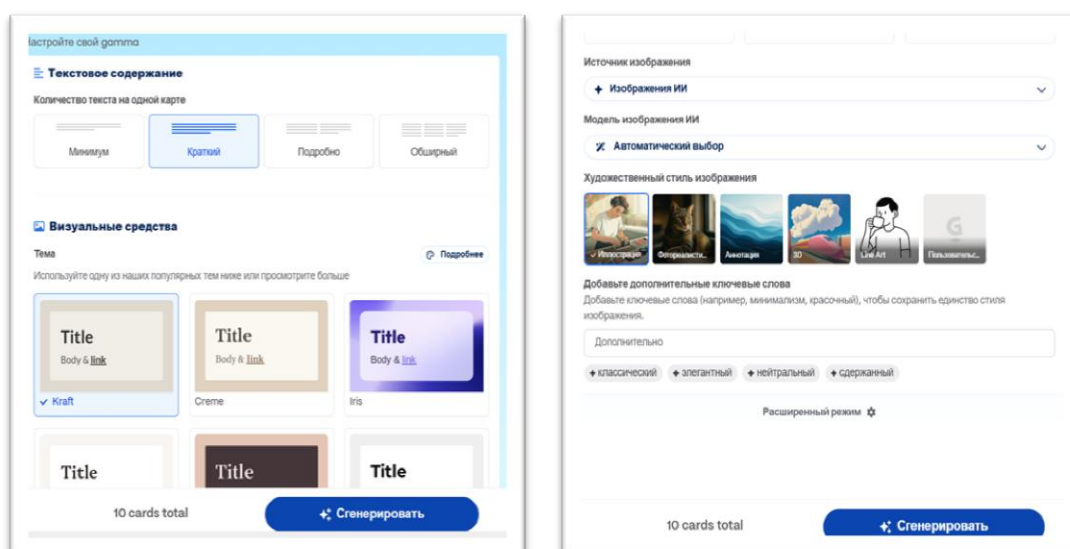 астройте свой gamma
Текстовое содержание
Количество текста на одной карте
Минимум
Краткий
Подробно
Обширный
Визуальные средства
Тема
Подробнее
Используйте одну из наших популярных тем ниже или просмотрите больше
Title
Body & link
Title
Body & link
Title
Body & link
Kraft
Creme
Iris
Title
Title
Title
10 cards total
Сгенерировать
Источник изображения
Изображения ИИ
Модель изображения ИИ
Автоматический выбор
Художественный стиль изображения
Иллюстрация
Фотореалисти...
Аннотация
3D
Line Art
Пользовательс...
Добавьте дополнительные ключевые слова
Добавьте ключевые слова (например, минимализм, красочный), чтобы сохранить единство стиля
изображения.
Дополнительно
+ классический + элегантный + нейтральный + сдержанный
Расширенный режим
10 cards total
Сгенерировать